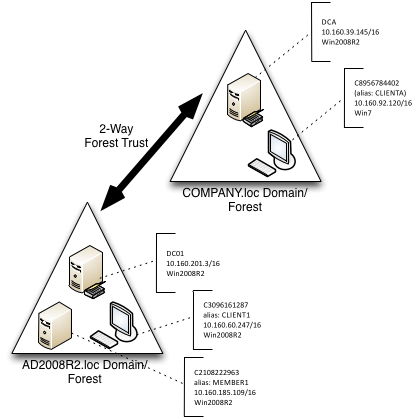 DCA
10.160.39.145/16
Win2008R2
C8956784402
(alias: CLIENTA)
10.160.92.120/16
Win7
2-Way
Forest Trust
COMPANY.loc Domain/
Forest
DC01
10.160.201.3/16
Win2008R2
C3096161287
alias: CLIENT1
10.160.60.247/16
Win2008R2
AD2008R2.loc Domain/
Forest
C2108222963
alias: MEMBER1
10.160.185.109/16
Win2008R2